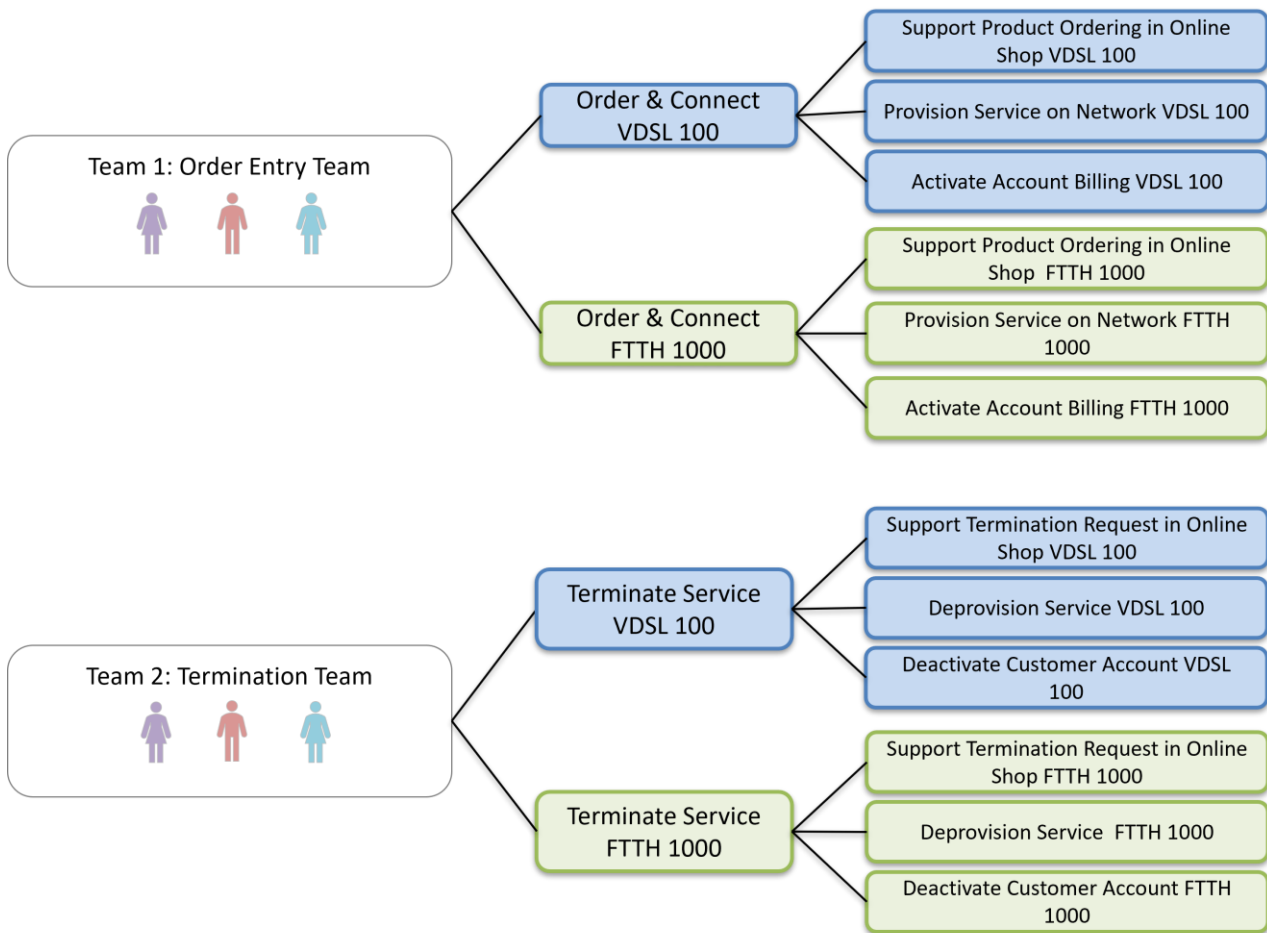 Team 1: Order Entry Team
Order & Connect
VDSL 100
Support Product Ordering in Online
Shop VDSL 100
Provision Service on Network VDSL 100
Activate Account Billing VDSL 100
Order & Connect
FTTH 1000
Support Product Ordering in Online
Shop FTTH 1000
Provision Service on Network FTTH
1000
Activate Account Billing FTTH 1000
Team 2: Termination Team
Terminate Service
VDSL 100
Support Termination Request in Online
Shop VDSL 100
Deprovision Service VDSL 100
Deactivate Customer Account VDSL
100
Terminate Service
FTTH 1000
Support Termination Request in Online
Shop FTTH 1000
Deprovision Service FTTH 1000
Deactivate Customer Account FTTH
1000